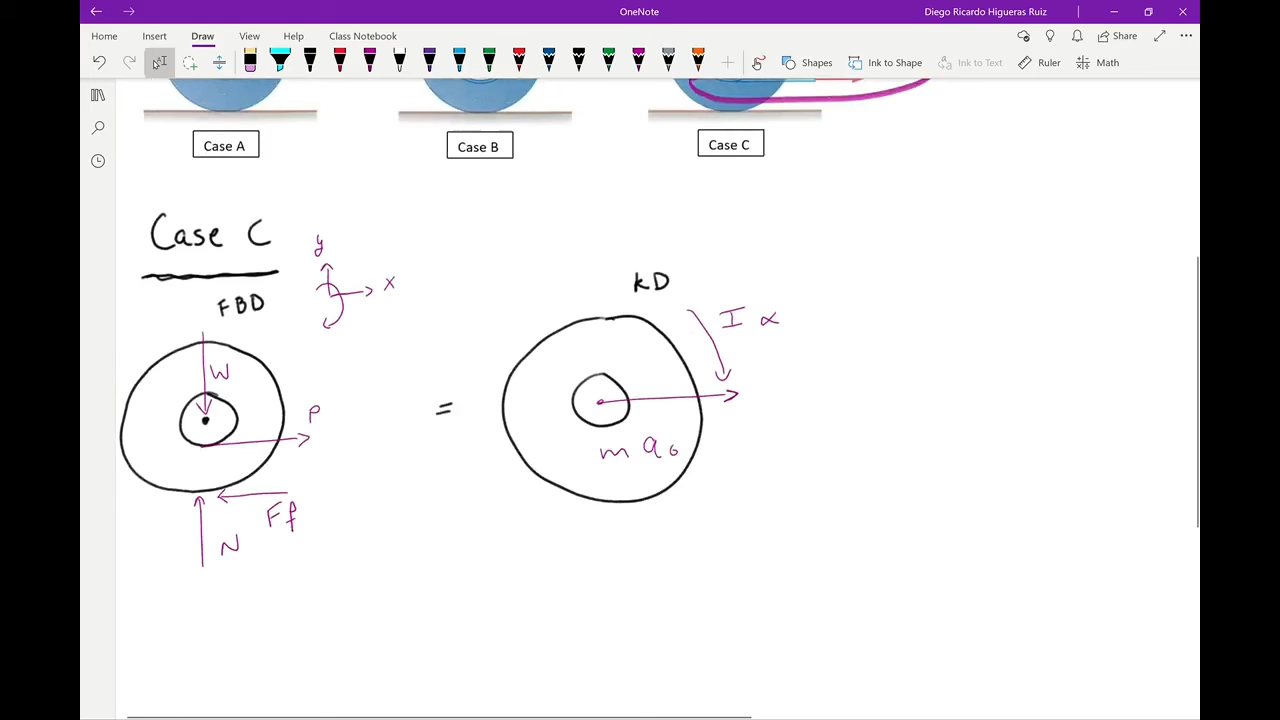 OneNote
Diego Ricardo Higueras Ruiz
Home Insert Draw View Help Class Notebook
Share
Shapes Ink to Shape Ink to Text Ruler Math
Case A Case B Case C
Case C
y
x
FBD
KD
I α
W
P
=
m a₀
Ff
N